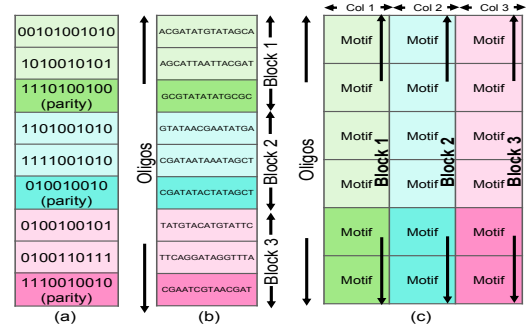 Col 1 Col 2 Col 3
00101001010
1010010101
1110100100
(parity)
1101001010
1111001010
010010010
(parity)
0100100101
0100110111
1110010010
(parity)
(a)
Oligos
ACGATATGTATAGCA
AGCATTAATTACGAT
GCGTATATATGCGC
GTATAACGAATATGA
CGATAATAAATAGCT
CGATATACTATAGCT
TATGTACATGTATTC
TTCAGGATAGGTTTA
CGAATCGTAACGAT
Block 1
Block 2
Block 3
(b)
Oligos
Motif Motif Motif
Motif Motif Motif
Motif Motif Motif
Motif Motif Motif
Motif Motif Motif
Motif Motif Motif
Block 1
Block 2
Block 3
(c)